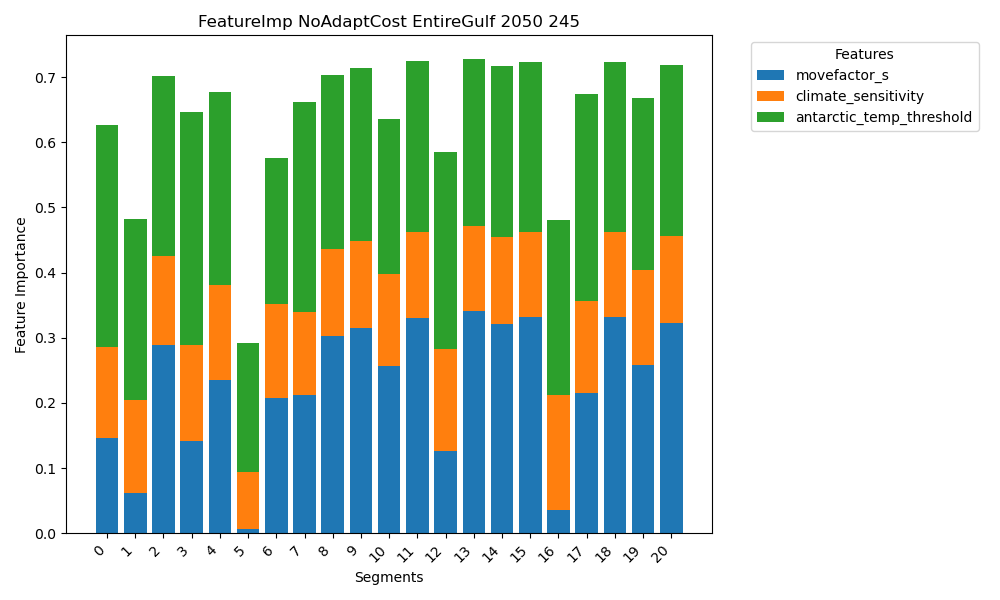 FeatureImp NoAdaptCost EntireGulf 2050 245
Features
movefactor_s
climate_sensitivity
antarctic_temp_threshold
Feature Importance
0.7
0.6
0.5
0.4
0.3
0.2
0.1
0.0
0 1 2 3 4 5 6 7 8 9 10 11 12 13 14 15 16 17 18 19 20
Segments